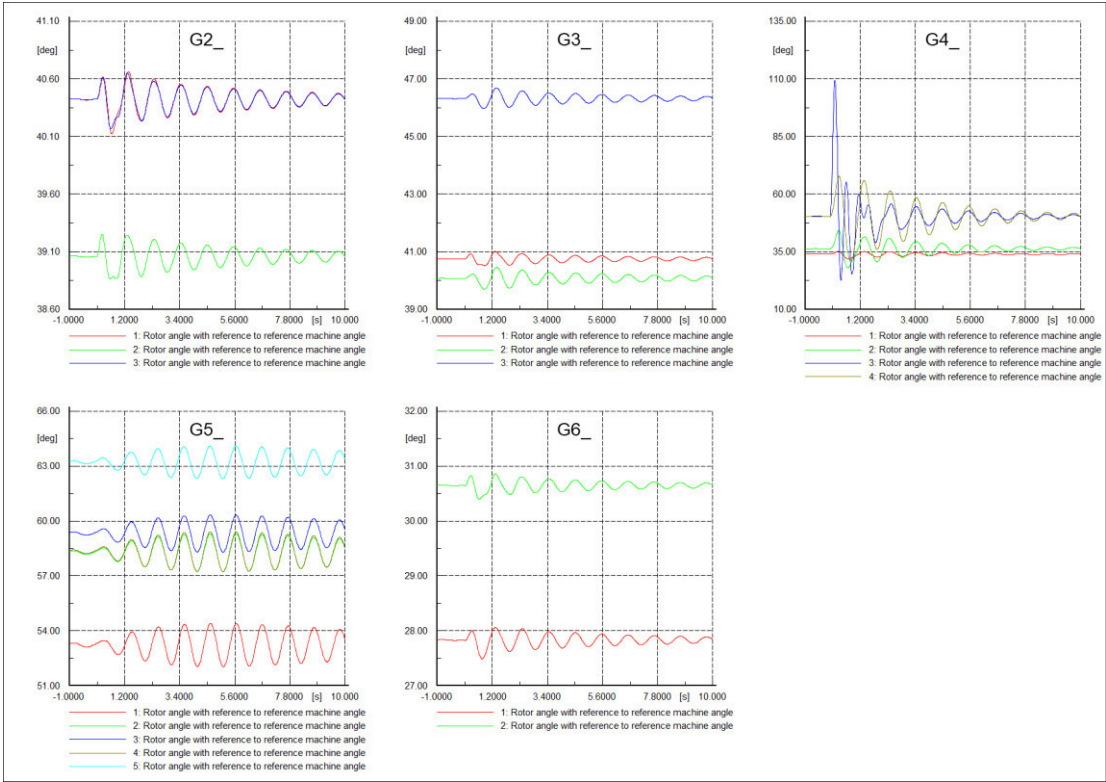 G2_
41.10
[deg]
40.60
40.10
39.60
39.10
38.60
-1.0000 1.2000 3.4000 5.6000 7.8000 [s] 10.000
1: Rotor angle with reference to reference machine angle
2: Rotor angle with reference to reference machine angle
3: Rotor angle with reference to reference machine angle
G3_
49.00
[deg]
47.00
45.00
43.00
41.00
39.00
-1.0000 1.2000 3.4000 5.6000 7.8000 [s] 10.000
1: Rotor angle with reference to reference machine angle
2: Rotor angle with reference to reference machine angle
3: Rotor angle with reference to reference machine angle
G4_
135.00
[deg]
110.00
85.00
60.00
35.00
10.00
-1.0000 1.2000 3.4000 5.6000 7.8000 [s] 10.000
1: Rotor angle with reference to reference machine angle
2: Rotor angle with reference to reference machine angle
3: Rotor angle with reference to reference machine angle
4: Rotor angle with reference to reference machine angle
G5_
66.00
[deg]
63.00
60.00
57.00
54.00
51.00
-1.0000 1.2000 3.4000 5.6000 7.8000 [s] 10.000
1: Rotor angle with reference to reference machine angle
2: Rotor angle with reference to reference machine angle
3: Rotor angle with reference to reference machine angle
4: Rotor angle with reference to reference machine angle
5: Rotor angle with reference to reference machine angle
G6_
32.00
[deg]
31.00
30.00
29.00
28.00
27.00
-1.0000 1.2000 3.4000 5.6000 7.8000 [s] 10.000
1: Rotor angle with reference to reference machine angle
2: Rotor angle with reference to reference machine angle